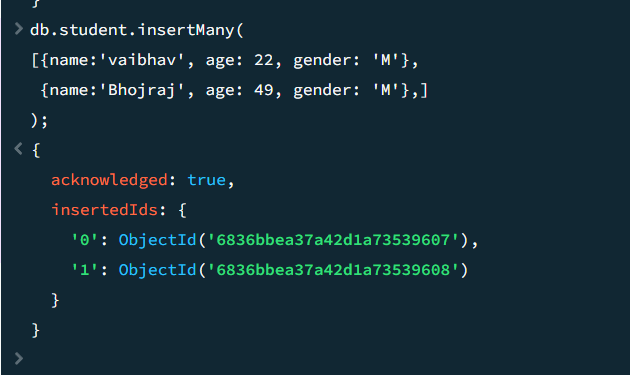 }
> db.student.insertMany(
[{name:'vaibhav', age: 22, gender: 'M'},
{name:'Bhojraj', age: 49, gender: 'M'},]
);
< {
acknowledged: true,
insertedIds: {
'0': ObjectId('6836bbea37a42d1a73539607'),
'1': ObjectId('6836bbea37a42d1a73539608')
}
}
>